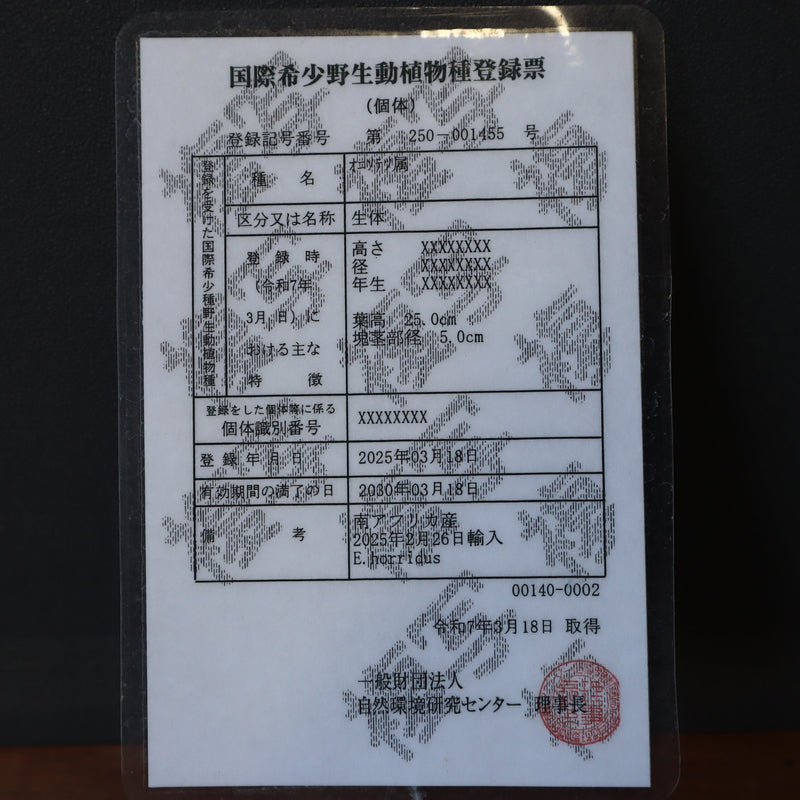 国際希少野生動植物種登録票
(個体)
登録記号番号 第 250-001455 号
登録を受けた国際希少種野生動植物種
種名 オニソテツ属
区分又は名称 生体
登録時
(令和7年
3月 日)に
おける主な
特徴
高さ XXXXXXXX
径 XXXXXXXX
年生 XXXXXXXX
葉高 25.0cm
塊茎部径 5.0cm
登録をした個体等に係る
個体識別番号 XXXXXXXX
登録年月日 2025年03月18日
有効期間の満了の日 2030年03月18日
備考
南アフリカ産
2025年2月26日輸入
E.horridus
00140-0002
令和7年3月18日 取得
一般財団法人
自然環境研究センター 理事長